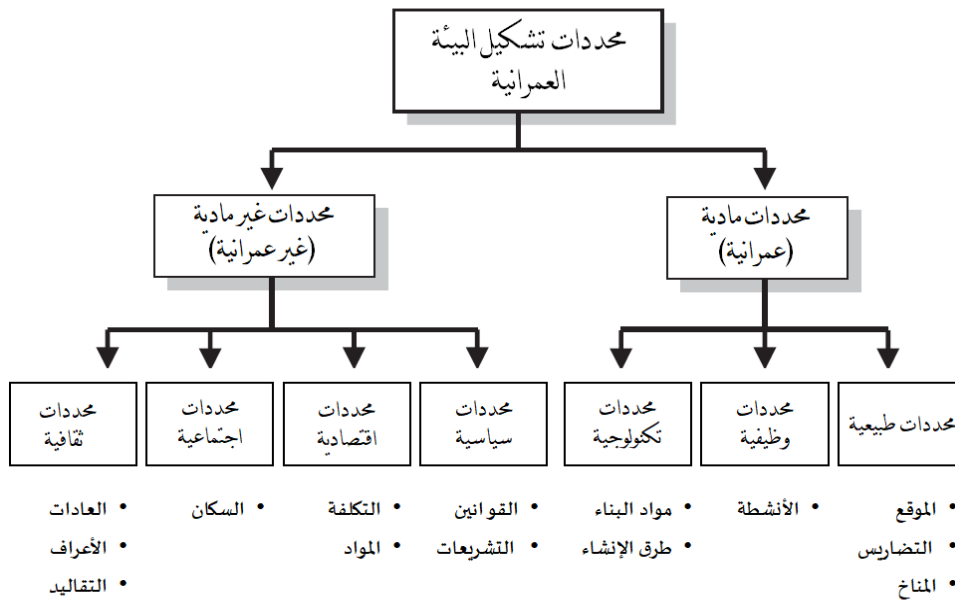 محددات تشكيل البيئة
العمرانية
محددات مادية
(عمرانية)
محددات غير مادية
(غير عمرانية)
محددات طبيعية
محددات
وظيفية
محددات
تكنولوجية
محددات
سياسية
محددات
اقتصادية
محددات
اجتماعية
محددات
ثقافية
• الموقع
• التضاريس
• المناخ
• الأنشطة
• مواد البناء
• طرق الإنشاء
• القوانين
• التشريعات
• التكلفة
• المواد
• السكان
• العادات
• الأعراف
• التقاليد